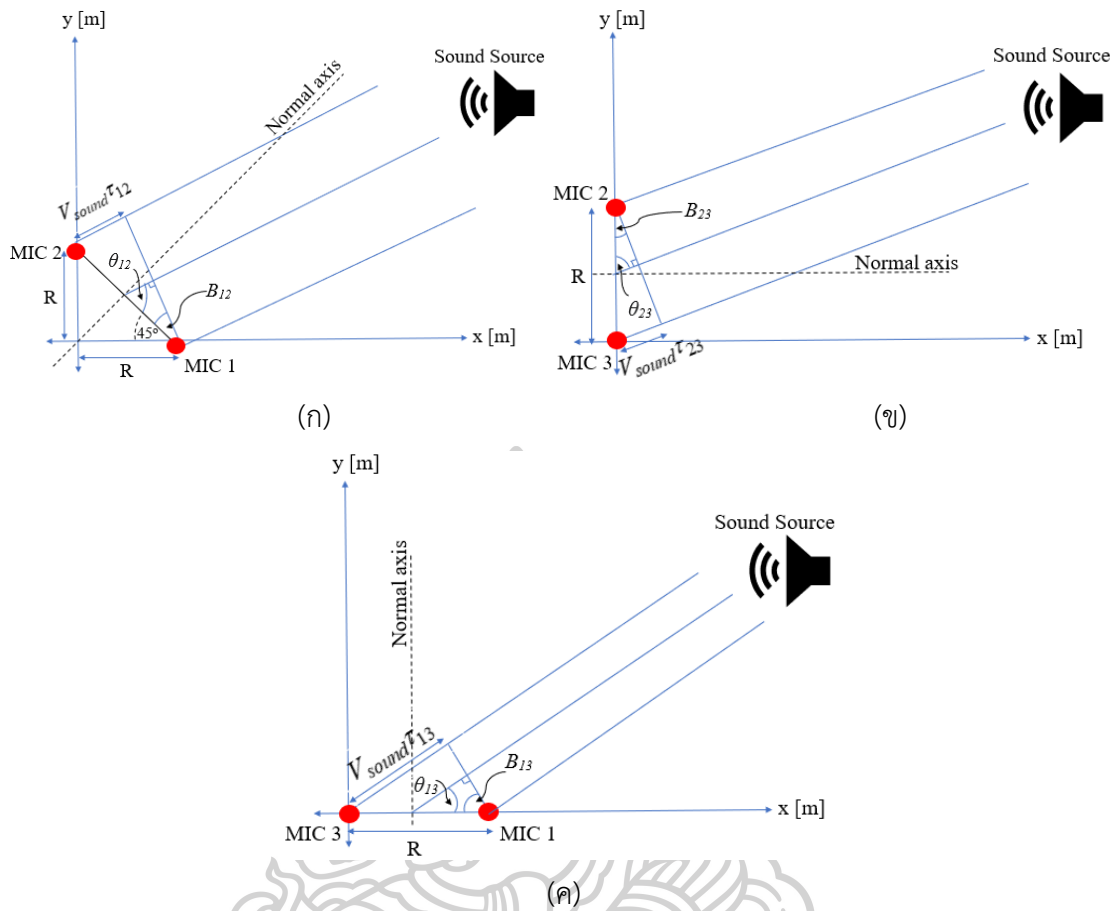 y [m]
Sound Source
Normal axis
V sound τ12
MIC 2
θ12
B12
R
45°
x [m]
R
MIC 1
(ก)
y [m]
Sound Source
MIC 2
B23
R
Normal axis
θ23
x [m]
MIC 3
V sound τ23
(ข)
y [m]
Sound Source
Normal axis
V sound τ13
θ13
B13
x [m]
MIC 3
MIC 1
R
(ค)